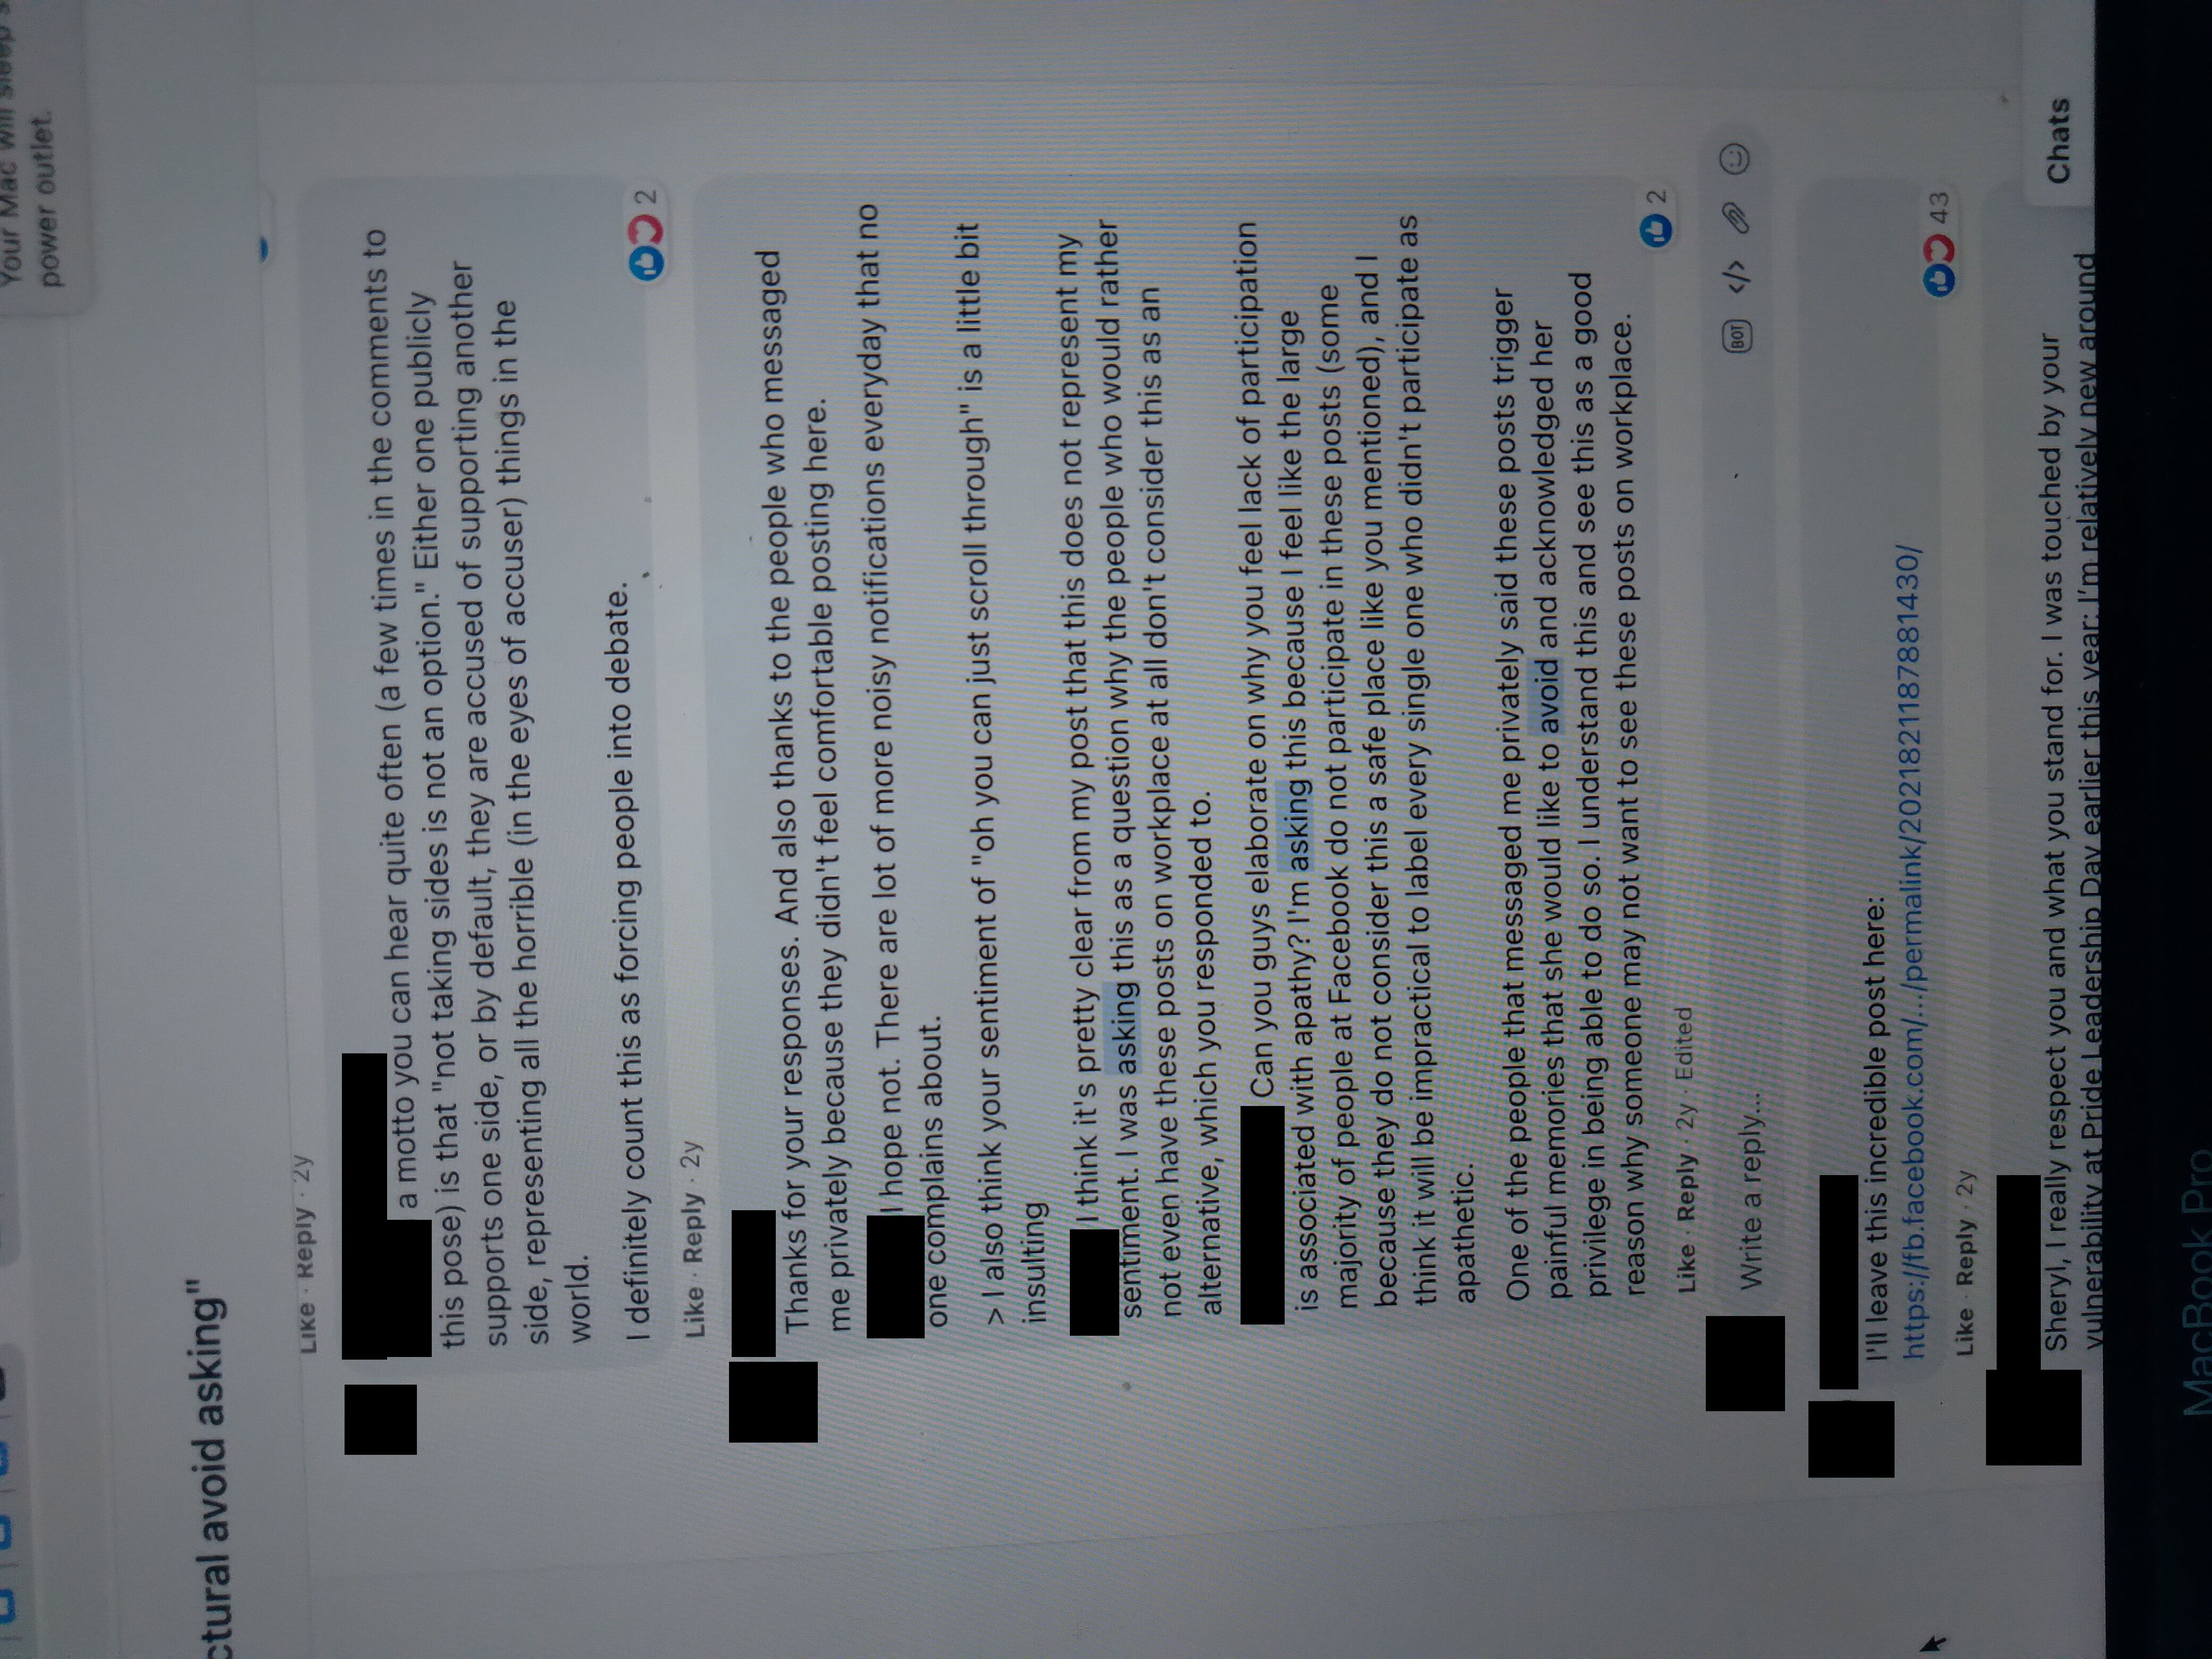 Your Mac will sleep s
power outlet.
ctural avoid asking"
Like · Reply · 2y
a motto you can hear quite often (a few times in the comments to
this pose) is that "not taking sides is not an option." Either one publicly
supports one side, or by default, they are accused of supporting another
side, representing all the horrible (in the eyes of accuser) things in the
world.
I definitely count this as forcing people into debate.
2
Like · Reply · 2y
Thanks for your responses. And also thanks to the people who messaged
me privately because they didn't feel comfortable posting here.
I hope not. There are lot of more noisy notifications everyday that no
one complains about.
> I also think your sentiment of "oh you can just scroll through" is a little bit
insulting
I think it's pretty clear from my post that this does not represent my
sentiment. I was asking this as a question why the people who would rather
not even have these posts on workplace at all don't consider this as an
alternative, which you responded to.
Can you guys elaborate on why you feel lack of participation
is associated with apathy? I'm asking this because I feel like the large
majority of people at Facebook do not participate in these posts (some
because they do not consider this a safe place like you mentioned), and I
think it will be impractical to label every single one who didn't participate as
apathetic.
One of the people that messaged me privately said these posts trigger
painful memories that she would like to avoid and acknowledged her
privilege in being able to do so. I understand this and see this as a good
reason why someone may not want to see these posts on workplace.
2
Like · Reply · 2y · Edited
Write a reply...
BOT </>
I'll leave this incredible post here:
https://fb.facebook.com/.../permalink/2021821187881430/
43
Like · Reply · 2y
Sheryl, I really respect you and what you stand for. I was touched by your
vulnerability at Pride Leadership Day earlier this year; I'm relatively new around
Chats
MacBook Pro